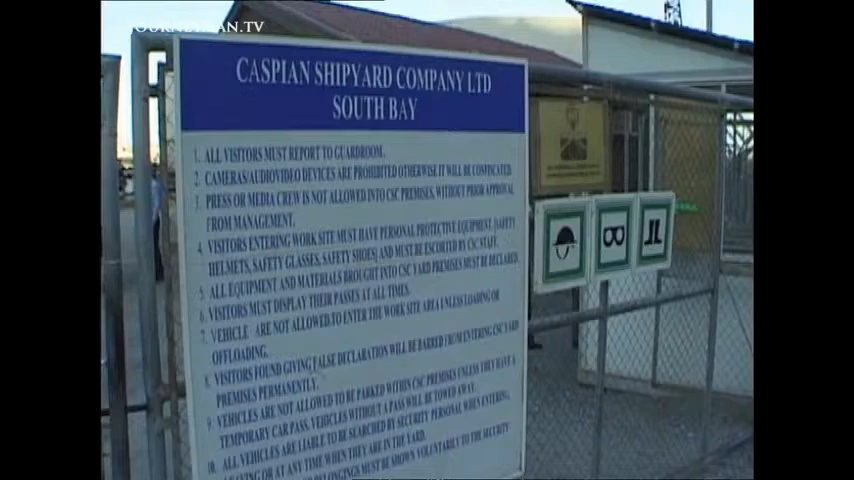 JOURNEYMAN.TV
CASPIAN SHIPYARD COMPANY LTD
SOUTH BAY
1. ALL VISITORS MUST REPORT TO GUARDROOM.
2. CAMERAS/AUDIOVIDEO DEVICES ARE PROHIBITED OTHERWISE IT WILL BE CONFISCATED.
3. PRESS OR MEDIA CREW IS NOT ALLOWED INTO CSC PREMISES, WITHOUT PRIOR APPROVAL
FROM MANAGEMENT.
4. VISITORS ENTERING WORK SITE MUST HAVE PERSONAL PROTECTIVE EQUIPMENT. [SAFETY
HELMETS, SAFETY GLASSES, SAFETY SHOES] AND MUST BE ESCORTED BY CSC STAFF.
5. ALL EQUIPMENT AND MATERIALS BROUGHT INTO CSC YARD PREMISES MUST BE DECLARED.
6. VISITORS MUST DISPLAY THEIR PASSES AT ALL TIMES.
7. VEHICLE ARE NOT ALLOWED TO ENTER THE WORK SITE AREA UNLESS LOADING OR
OFFLOADING.
8. VISITORS FOUND GIVING FALSE DECLARATION WILL BE BARRED FROM ENTERING CSC YARD
PREMISES PERMANENTLY.
9. VEHICLES ARE NOT ALLOWED TO BE PARKED WITHIN CSC PREMISES UNLESS THEY HAVE A
TEMPORARY CAR PASS. VEHICLES WITHOUT A PASS WILL BE TOWED AWAY.
10. ALL VEHICLES ARE LIABLE TO BE SEARCHED BY SECURITY PERSONAL WHEN ENTERING,
LEAVING OR AT ANY TIME WHEN THEY ARE IN THE YARD.
BELONGINGS MUST BE SHOWN VOLUNTARILY TO THE SECURITY